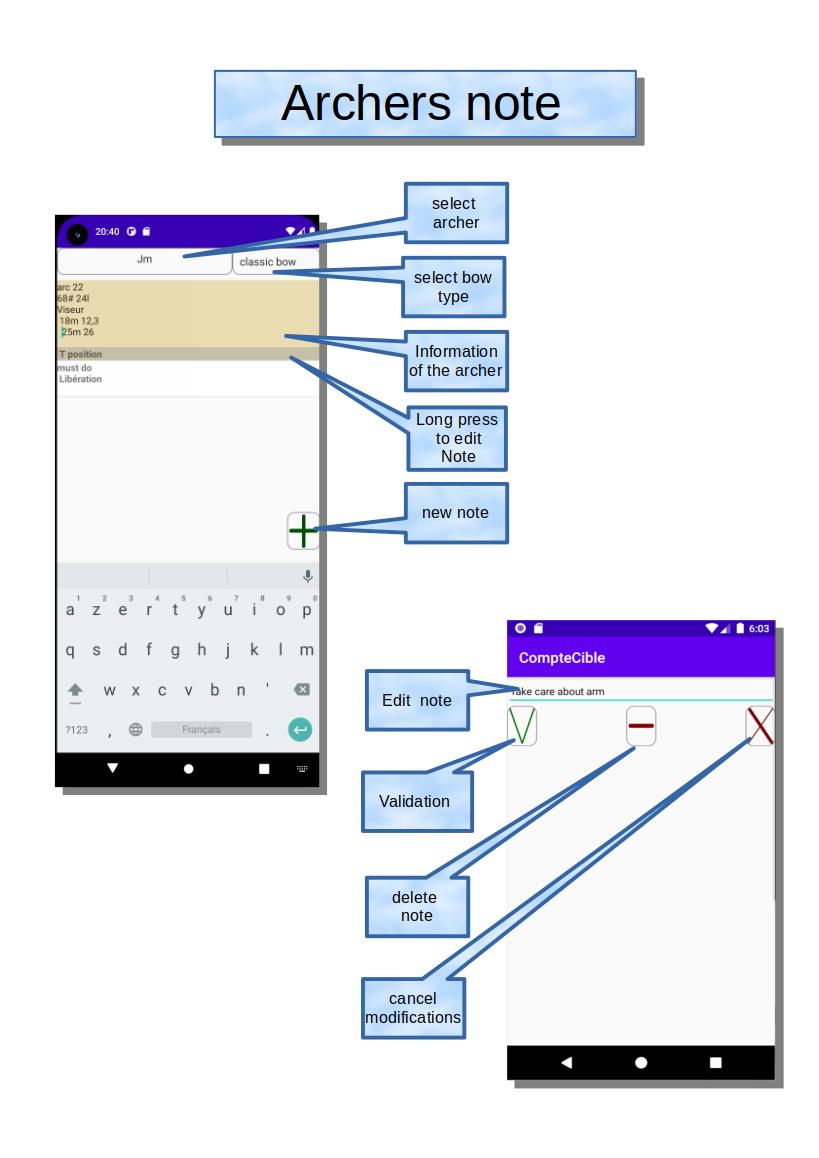 Archers note
select
archer
20:40
Jm
classic bow
select bow
type
arc 22
68# 24l
Viseur
18m 12,3
25m 26
Information
of the archer
T position
must do
Libération
Long press
to edit
Note
new note
1 2 3 4 5 6 7 8 9 0
a z e r t y u i o p
q s d f g h j k l m
w x c v b n '
?123 , Français .
6:03
CompteCible
Edit note
Take care about arm
Validation
delete
note
cancel
modifications